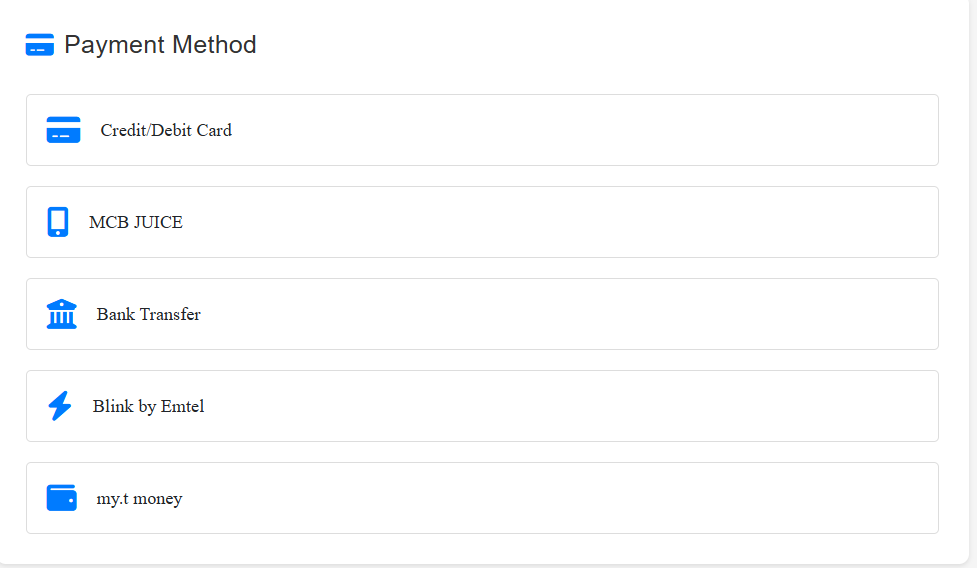 Payment Method
Credit/Debit Card
MCB JUICE
Bank Transfer
Blink by Emtel
my.t money